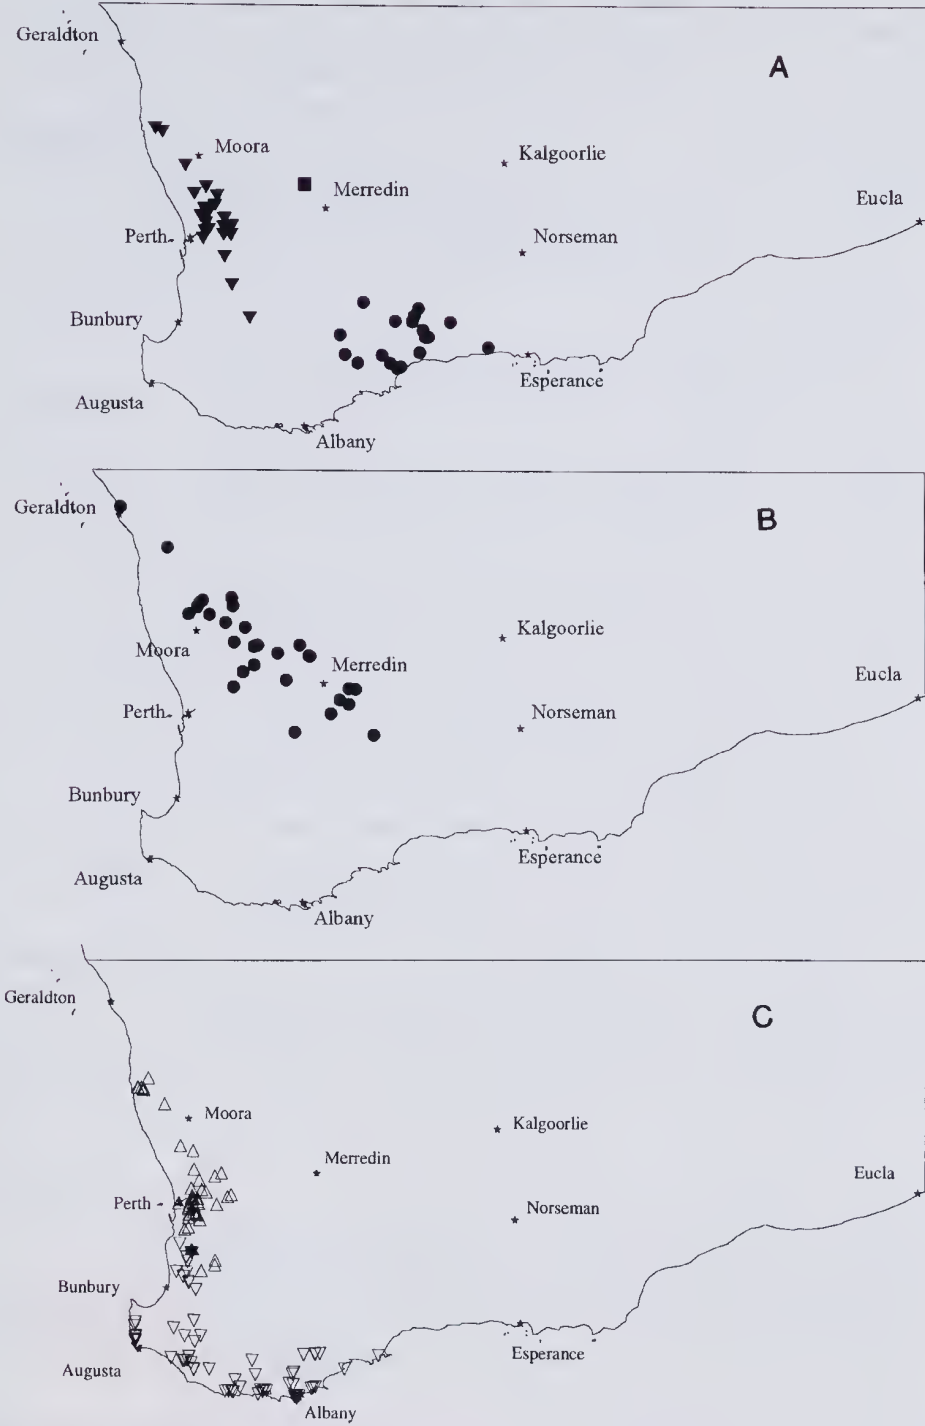 Geraldton
A
Moora
Kalgoorlie
Merredin
Eucla
Perth
Norseman
Bunbury
Esperance
Augusta
Albany
Geraldton
B
Kalgoorlie
Moora
Merredin
Eucla
Perth
Norseman
Bunbury
Esperance
Augusta
Albany
Geraldton
C
Moora
Kalgoorlie
Merredin
Eucla
Perth
Norseman
Bunbury
Esperance
Augusta
Albany